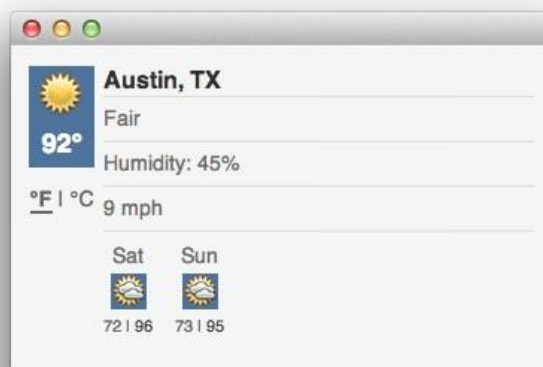 Austin, TX
92°
Fair
Humidity: 45%
°F | °C
9 mph
Sat Sun
72 | 96 73 | 95